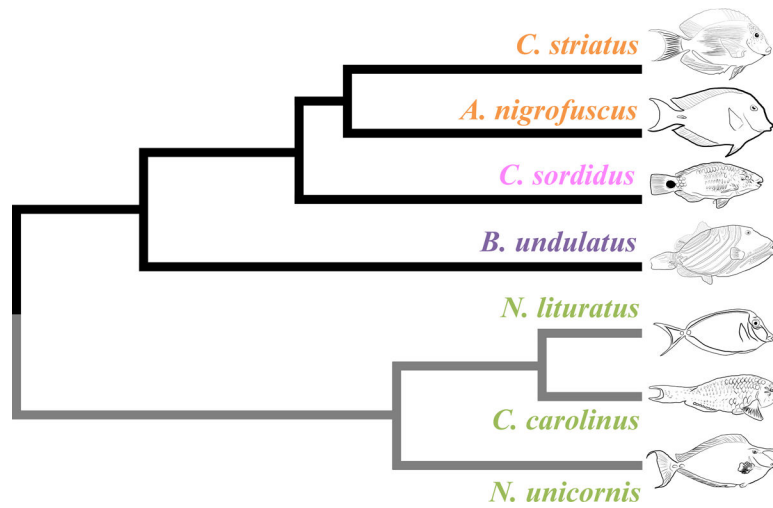 C. striatus
A. nigrofuscus
C. sordidus
B. undulatus
N. lituratus
C. carolinus
N. unicornis